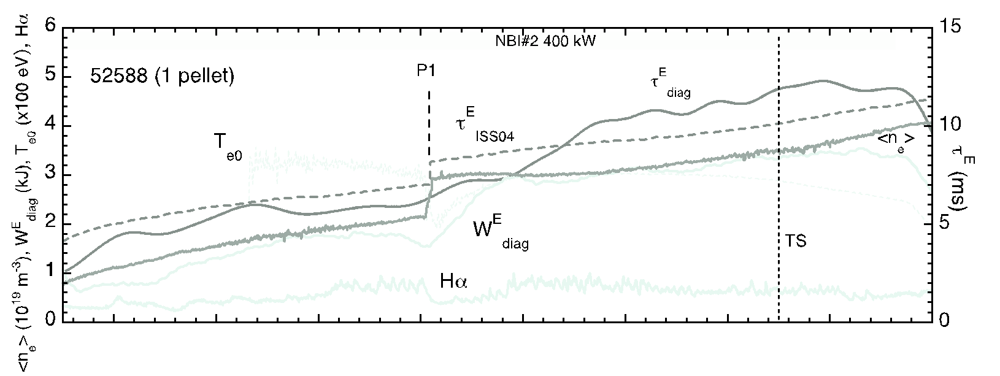 NBI#2 400 kW
52588 (1 pellet)
P1
τ^E_diag
τ^E_ISS04
T_e0
<n_e>
W^E_diag
TS
Hα
6
5
4
3
2
1
0
15
10
5
0
<n_e> (10^19 m^-3), W^E_diag (kJ), T_e0 (x100 eV), Hα
τ^E (ms)